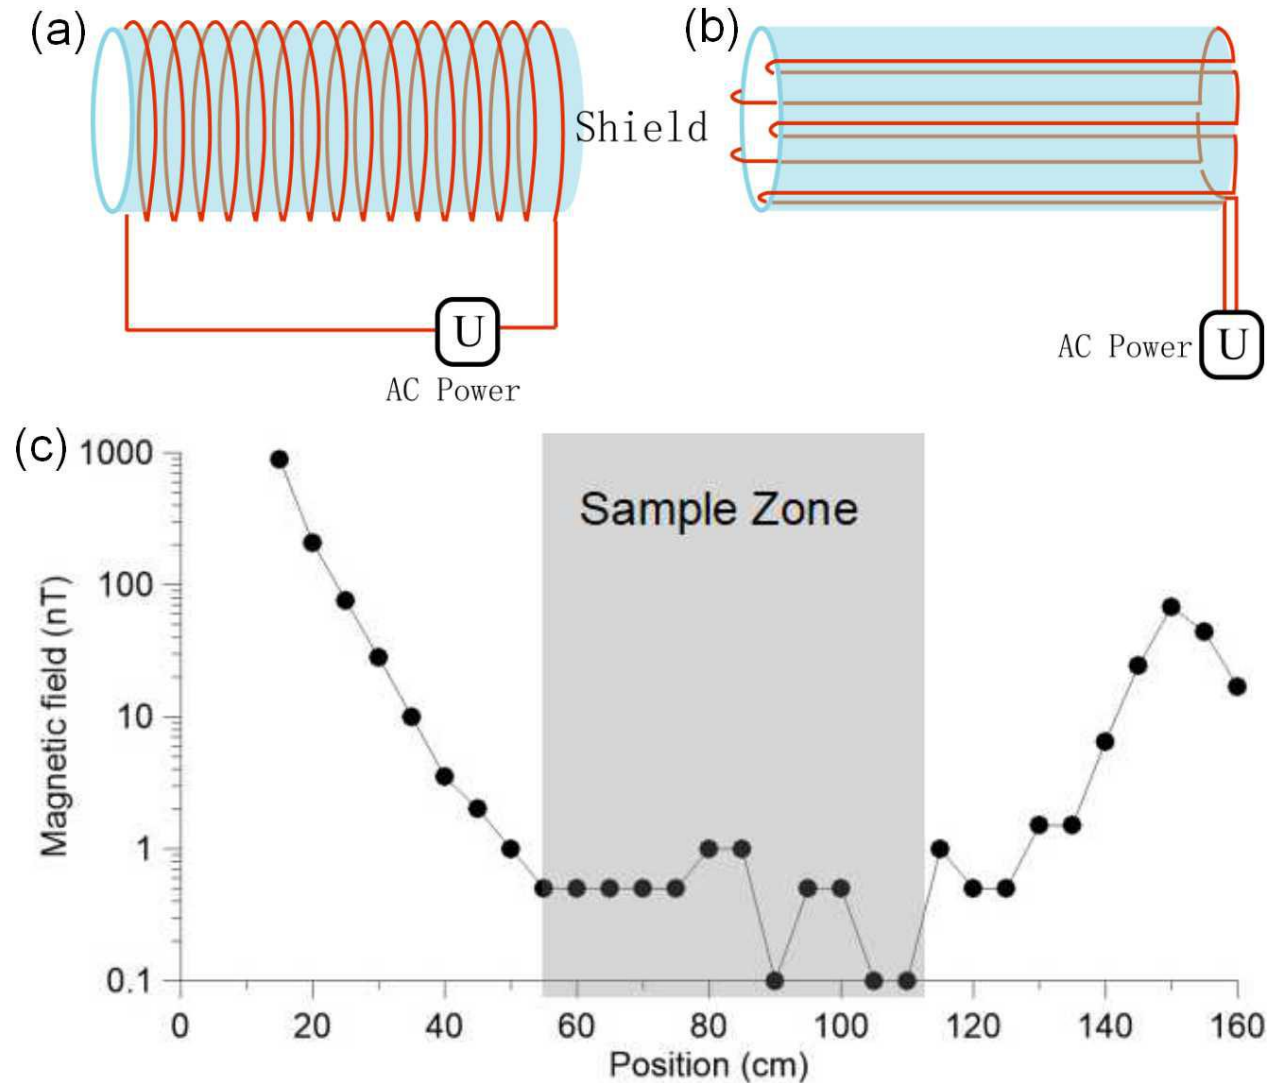 (a)
(b)
Shield
U
AC Power
AC Power
U
(c)
1000
100
10
1
0.1
Magnetic field (nT)
Sample Zone
0 20 40 60 80 100 120 140 160
Position (cm)